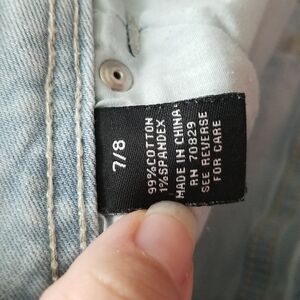 7/8
99% COTTON
1% SPANDEX
MADE IN CHINA
RN 70829
SEE REVERSE
FOR CARE